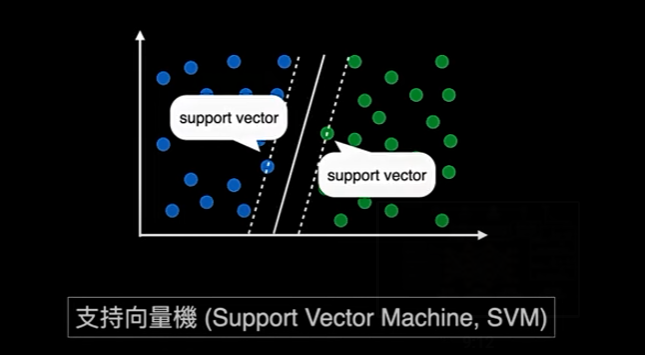 support vector
support vector
支持向量機 (Support Vector Machine, SVM)